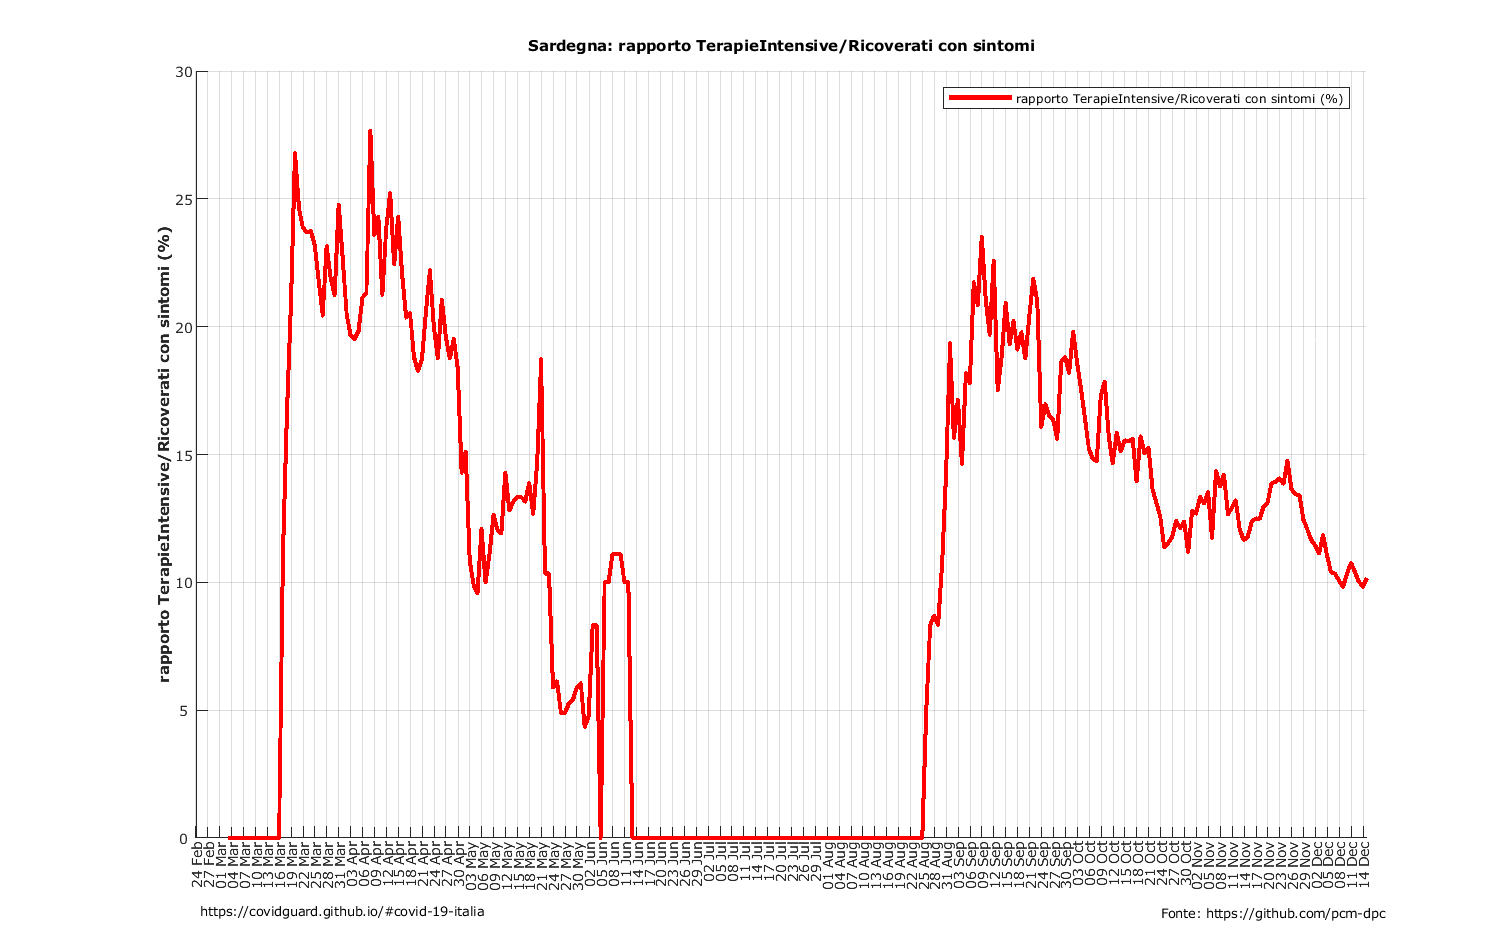 Sardegna: rapporto TerapieIntensive/Ricoverati con sintomi
rapporto TerapieIntensive/Ricoverati con sintomi (%)
rapporto TerapieIntensive/Ricoverati con sintomi (%)
30
25
20
15
10
5
0
24 Feb
27 Feb
01 Mar
04 Mar
07 Mar
10 Mar
13 Mar
16 Mar
19 Mar
22 Mar
25 Mar
28 Mar
31 Mar
03 Apr
06 Apr
09 Apr
12 Apr
15 Apr
18 Apr
21 Apr
24 Apr
27 Apr
30 Apr
03 May
06 May
09 May
12 May
15 May
18 May
21 May
24 May
27 May
30 May
02 Jun
05 Jun
08 Jun
11 Jun
14 Jun
17 Jun
20 Jun
23 Jun
26 Jun
29 Jun
02 Jul
05 Jul
08 Jul
11 Jul
14 Jul
17 Jul
20 Jul
23 Jul
26 Jul
29 Jul
01 Aug
04 Aug
07 Aug
10 Aug
13 Aug
16 Aug
19 Aug
22 Aug
25 Aug
28 Aug
31 Aug
03 Sep
06 Sep
09 Sep
12 Sep
15 Sep
18 Sep
21 Sep
24 Sep
27 Sep
30 Sep
03 Oct
06 Oct
09 Oct
12 Oct
15 Oct
18 Oct
21 Oct
24 Oct
27 Oct
30 Oct
02 Nov
05 Nov
08 Nov
11 Nov
14 Nov
17 Nov
20 Nov
23 Nov
26 Nov
29 Nov
02 Dec
05 Dec
08 Dec
11 Dec
14 Dec
https://covidguard.github.io/#covid-19-italia
Fonte: https://github.com/pcm-dpc